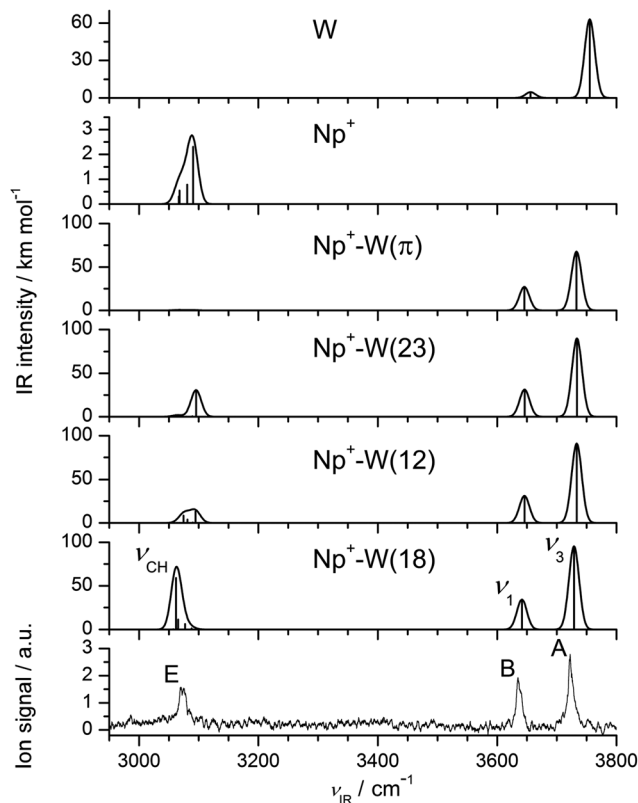 W
60
30
0
Np⁺
3
2
1
0
IR intensity / km mol⁻¹
Np⁺-W(π)
100
50
0
Np⁺-W(23)
100
50
0
Np⁺-W(12)
100
50
0
Np⁺-W(18)
100
50
0
ν_CH
ν₁
ν₃
Ion signal / a.u.
3
2
1
0
E
B
A
3000 3200 3400 3600 3800
ν_IR / cm⁻¹